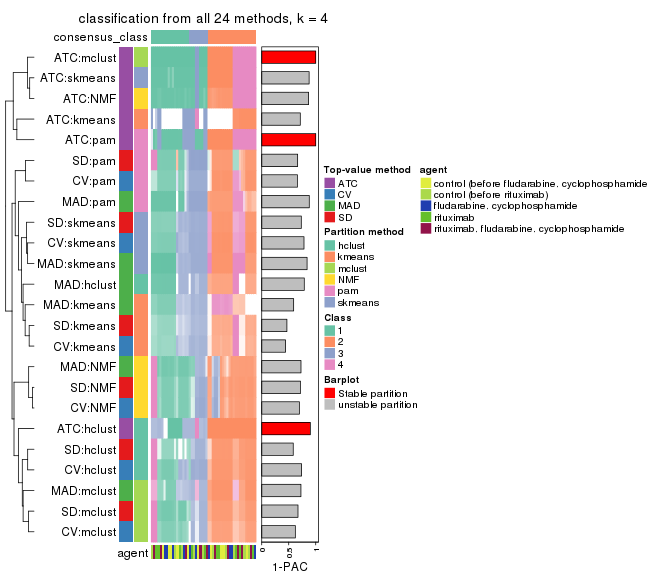 classification from all 24 methods, k = 4
consensus_class
ATC:mclust
ATC:skmeans
ATC:NMF
ATC:kmeans
ATC:pam
SD:pam
CV:pam
MAD:pam
SD:skmeans
CV:skmeans
MAD:skmeans
MAD:hclust
MAD:kmeans
SD:kmeans
CV:kmeans
MAD:NMF
SD:NMF
CV:NMF
ATC:hclust
SD:hclust
CV:hclust
MAD:mclust
SD:mclust
CV:mclust
agent
0
0.5
1
1-PAC
Top-value method
ATC
CV
MAD
SD
Partition method
hclust
kmeans
mclust
NMF
pam
skmeans
Class
1
2
3
4
Barplot
Stable partition
unstable partition
agent
control (before fludarabine. cyclophosphamide
control (before rituximab)
fludarabine. cyclophosphamide
rituximab
rituximab. fludarabine. cyclophosphamide